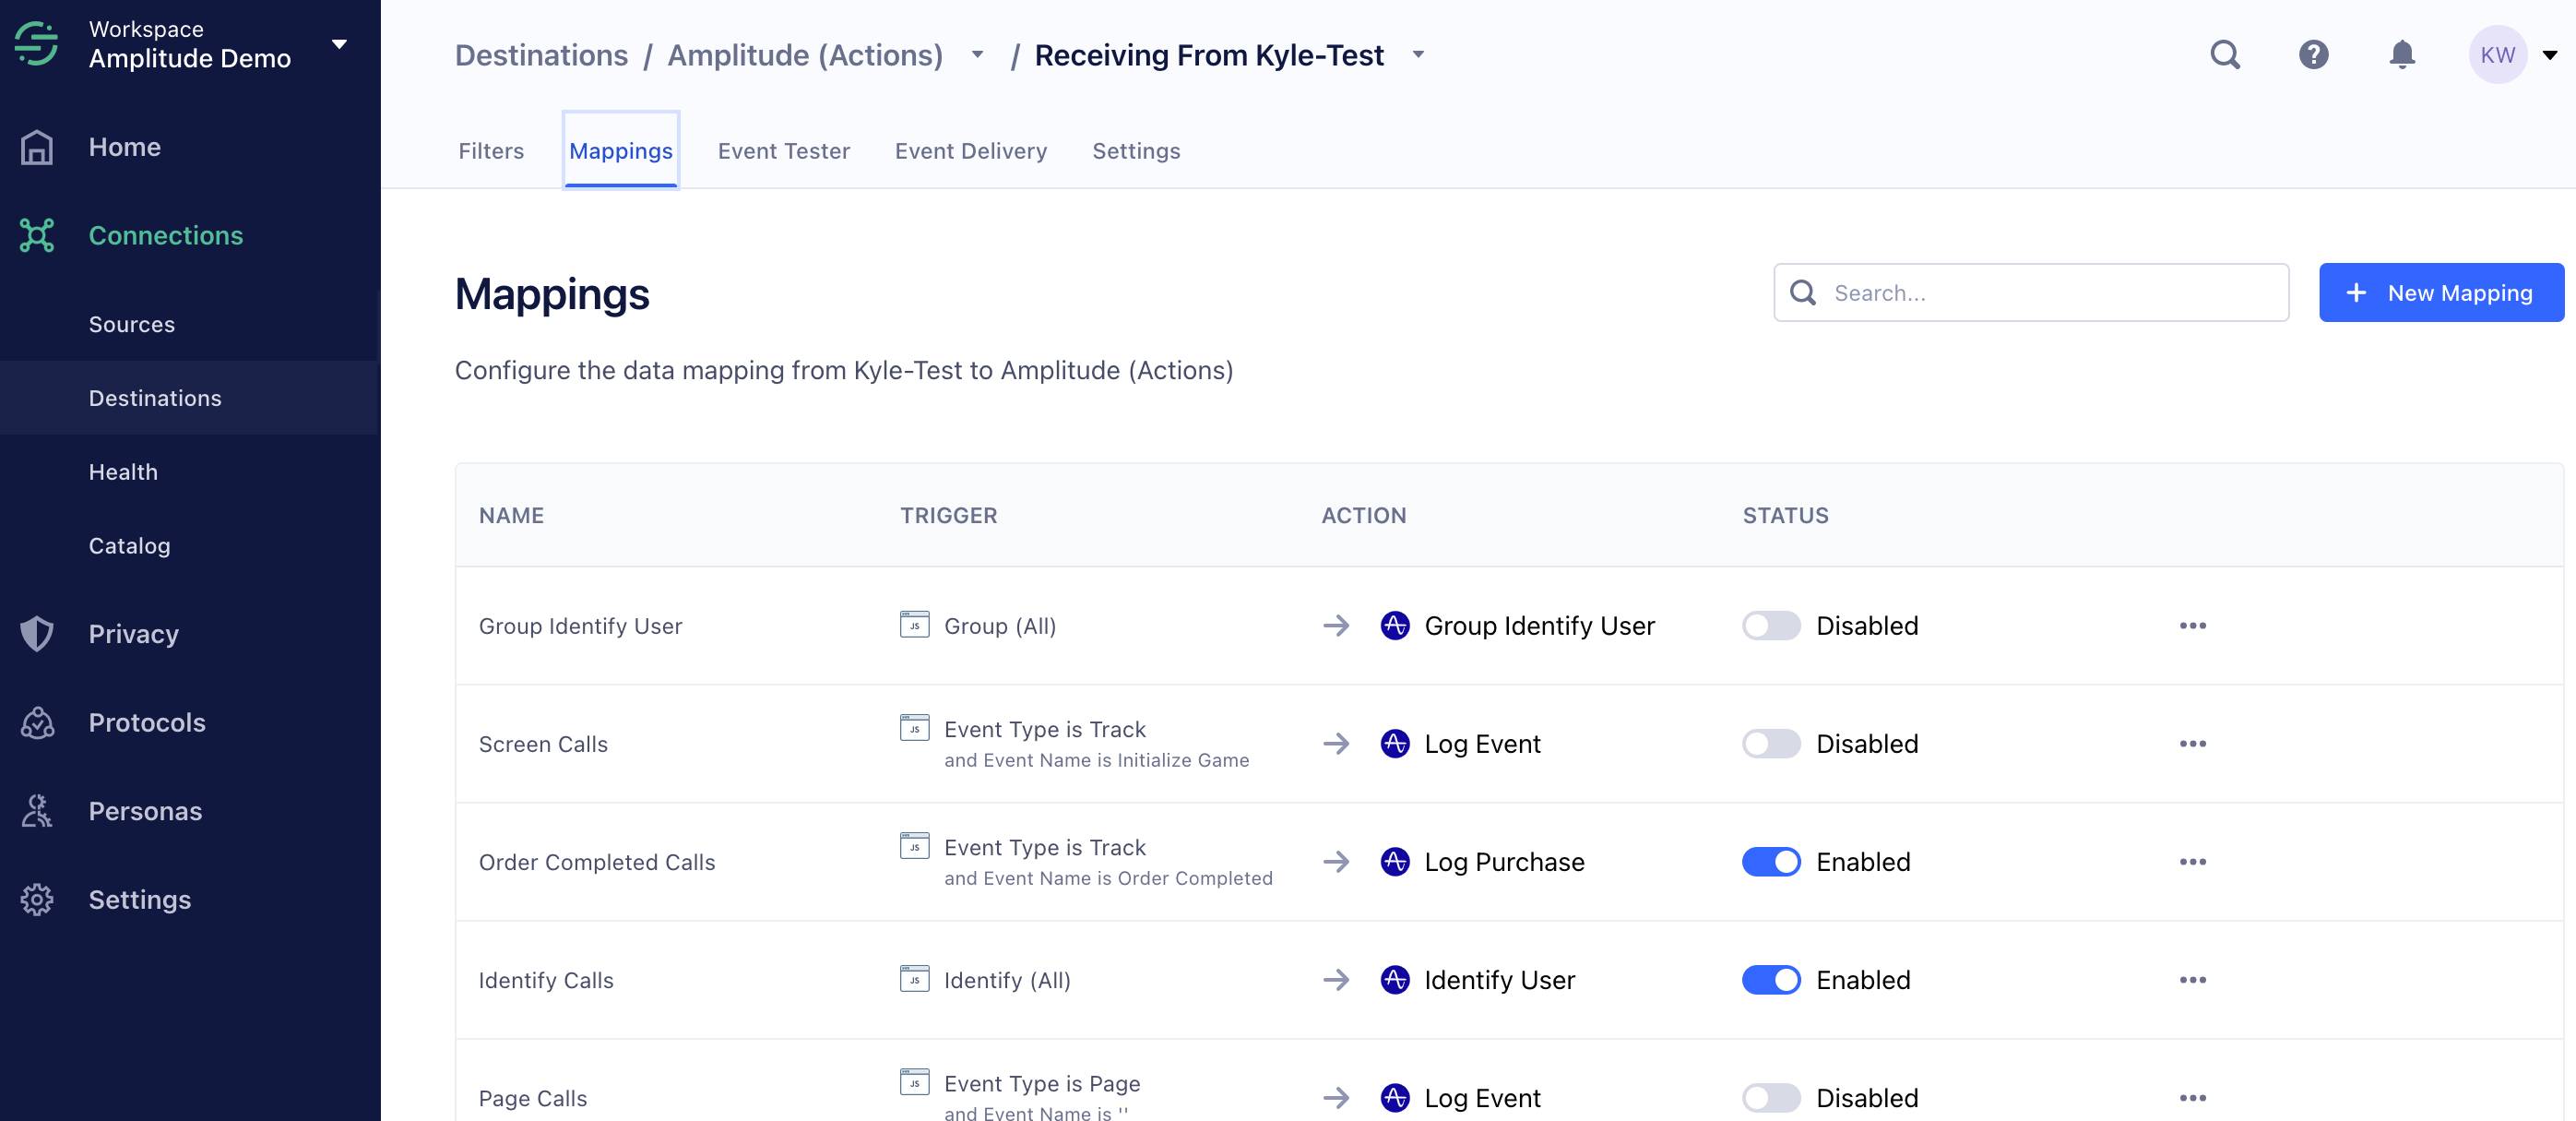 Workspace
Amplitude Demo
Home
Connections
Sources
Destinations
Health
Catalog
Privacy
Protocols
Personas
Settings
Destinations / Amplitude (Actions) / Receiving From Kyle-Test
KW
Filters Mappings Event Tester Event Delivery Settings
Mappings
Search...
+ New Mapping
Configure the data mapping from Kyle-Test to Amplitude (Actions)
NAME TRIGGER ACTION STATUS
Group Identify User JS Group (All) Group Identify User Disabled
Screen Calls JS Event Type is Track Log Event Disabled
and Event Name is Initialize Game
Order Completed Calls JS Event Type is Track Log Purchase Enabled
and Event Name is Order Completed
Identify Calls JS Identify (All) Identify User Enabled
Page Calls JS Event Type is Page Log Event Disabled
and Event Name is ''